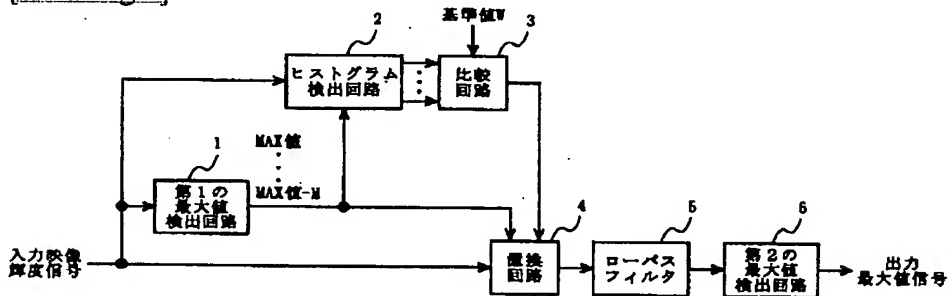 2
基準値W
3
ヒストグラム
検出回路
比較
回路
1
MAX値
MAX値-M
第1の
最大値
検出回路
4
5
6
入力映像
輝度信号
置換
回路
ローパス
フィルタ
第2の
最大値
検出回路
出力
最大値信号